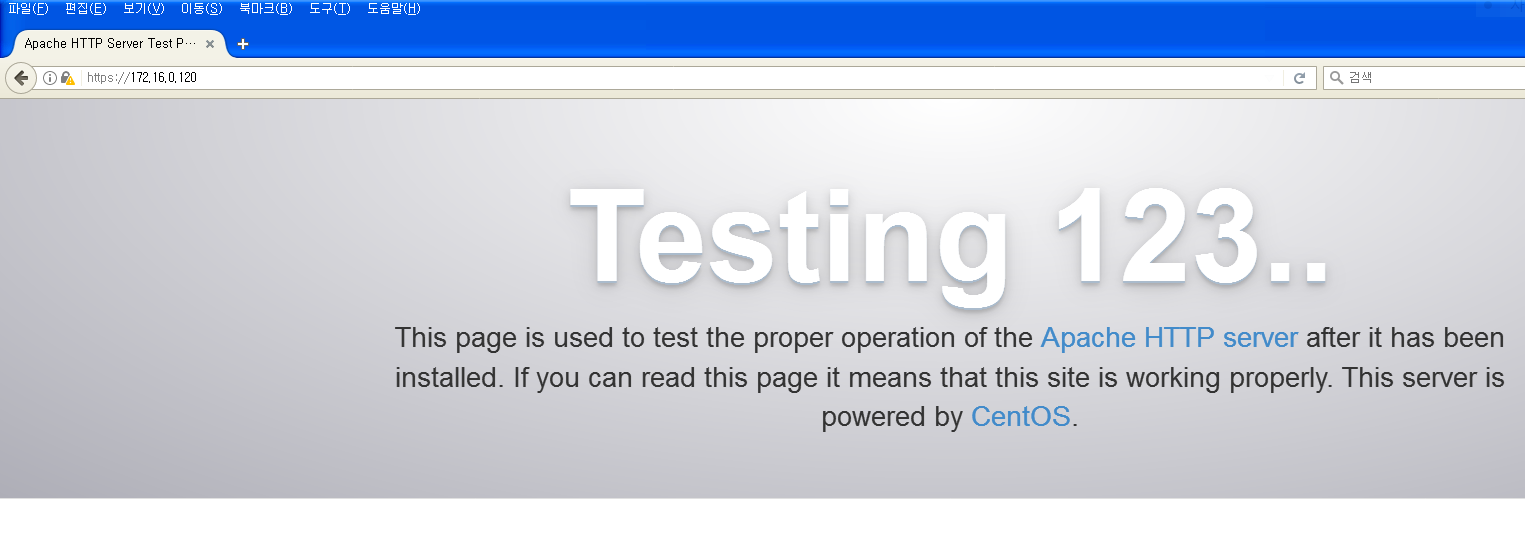 파일(F) 편집(E) 보기(V) 이동(S) 북마크(B) 도구(T) 도움말(H)
Apache HTTP Server Test P…
https://172.16.0.120 검색
Testing 123..
This page is used to test the proper operation of the Apache HTTP server after it has been
installed. If you can read this page it means that this site is working properly. This server is
powered by CentOS.